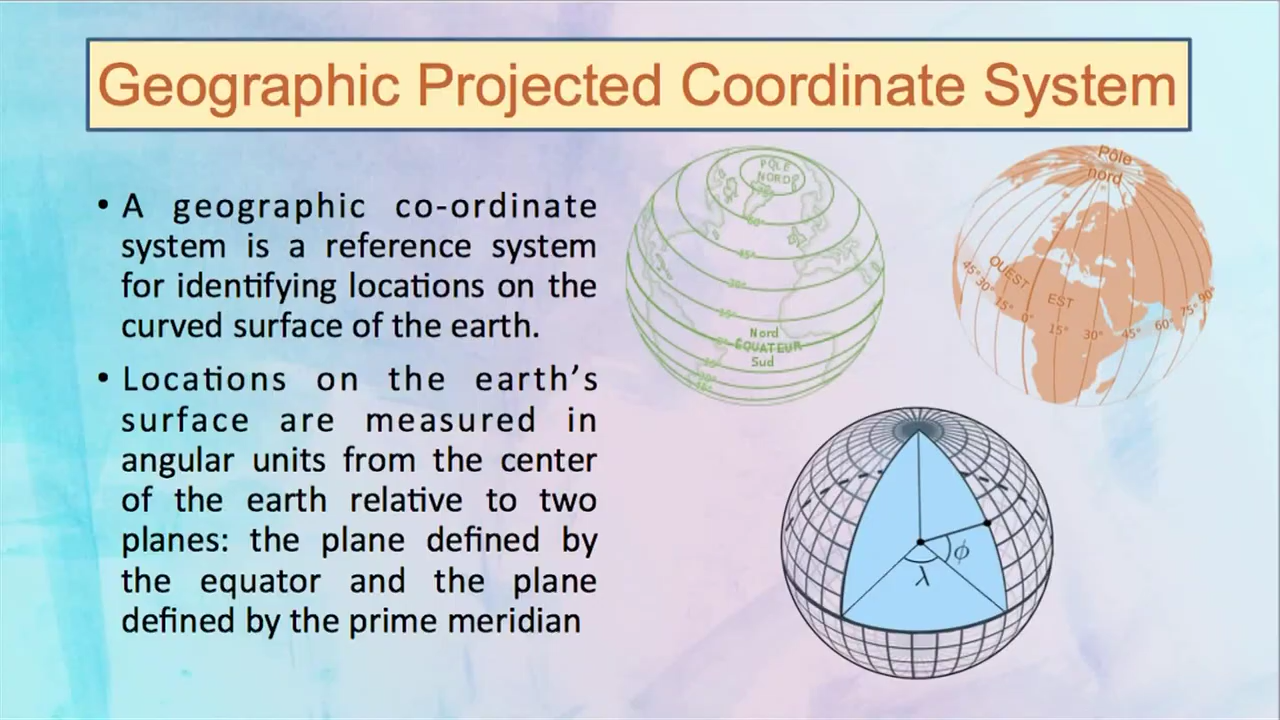 Geographic Projected Coordinate System
• A geographic co-ordinate
system is a reference system
for identifying locations on the
curved surface of the earth.
• Locations on the earth's
surface are measured in
angular units from the center
of the earth relative to two
planes: the plane defined by
the equator and the plane
defined by the prime meridian
PÔLE
NORD
Nord
ÉQUATEUR
Sud
Pôle
nord
OUEST
EST
45° 30° 15° 0° 15° 30° 45° 60° 75° 90°
ϕ
λ